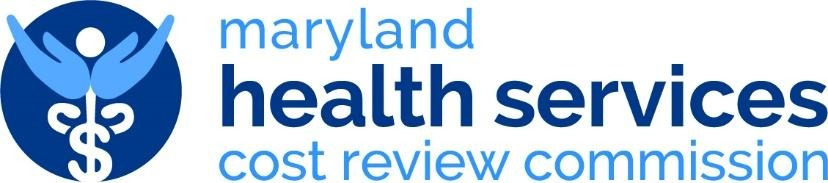 maryland
health services
cost review commission